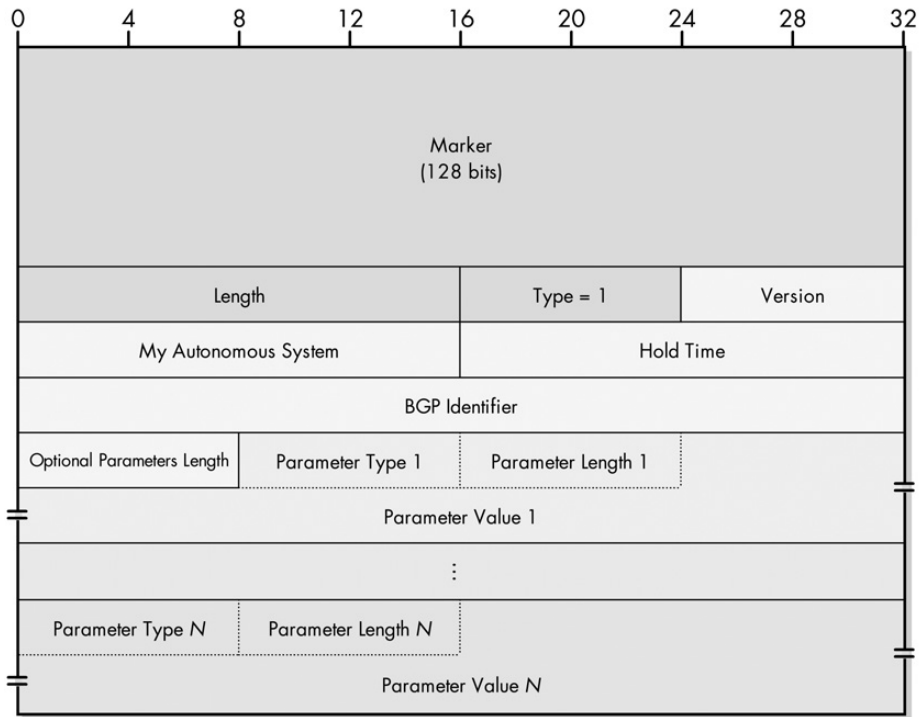 0 4 8 12 16 20 24 28 32
Marker
(128 bits)
Length Type = 1 Version
My Autonomous System Hold Time
BGP Identifier
Optional Parameters Length Parameter Type 1 Parameter Length 1
Parameter Value 1
⋮
Parameter Type N Parameter Length N
Parameter Value N